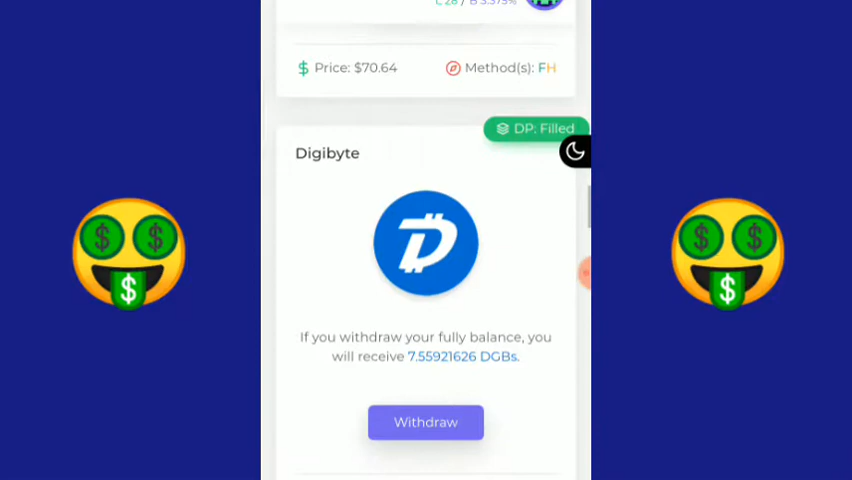 Price: $70.64
Method(s): FH
DP: Filled
Digibyte
If you withdraw your fully balance, you
will receive 7.55921626 DGBs.
Withdraw